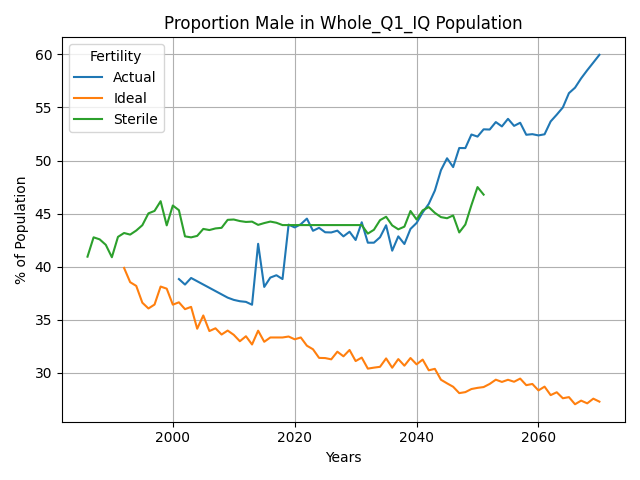 Proportion Male in Whole_Q1_IQ Population
Fertility
Actual
Ideal
Sterile
% of Population
60
55
50
45
40
35
30
2000
2020
2040
2060
Years